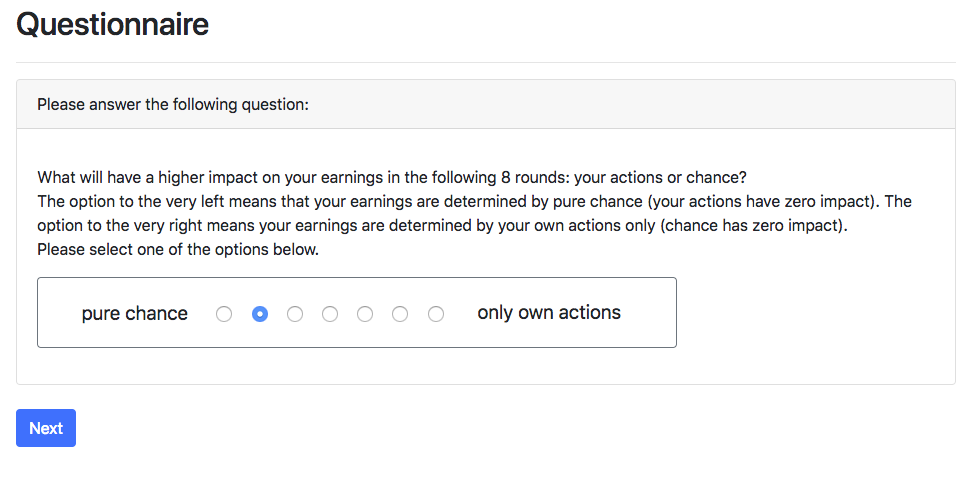 Questionnaire
Please answer the following question:
What will have a higher impact on your earnings in the following 8 rounds: your actions or chance?
The option to the very left means that your earnings are determined by pure chance (your actions have zero impact). The
option to the very right means your earnings are determined by your own actions only (chance has zero impact).
Please select one of the options below.
pure chance only own actions
Next